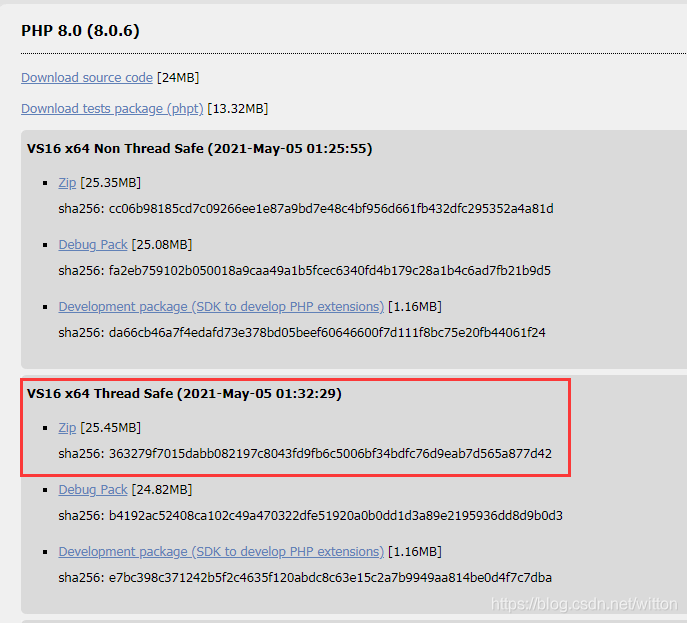 PHP 8.0 (8.0.6)
Download source code [24MB]
Download tests package (phpt) [13.32MB]
VS16 x64 Non Thread Safe (2021-May-05 01:25:55)
Zip [25.35MB]
sha256: cc06b98185cd7c09266ee1e87a9bd7e48c4bf956d661fb432dfc295352a4a81d
Debug Pack [25.08MB]
sha256: fa2eb759102b050018a9caa49a1b5fcec6340fd4b179c28a1b4c6ad7fb21b9d5
Development package (SDK to develop PHP extensions) [1.16MB]
sha256: da66cb46a7f4edafd73e378bd05beef60646600f7d111f8bc75e20fb44061f24
VS16 x64 Thread Safe (2021-May-05 01:32:29)
Zip [25.45MB]
sha256: 363279f7015dabb082197c8043fd9fb6c5006bf34bdfc76d9eab7d565a877d42
Debug Pack [24.82MB]
sha256: b4192ac52408ca102c49a470322dfe51920a0b0dd1d3a89e2195936dd8d9b0d3
Development package (SDK to develop PHP extensions) [1.16MB]
sha256: e7bc398c371242b5f2c4635f120abdc8c63e15c2a7b9949aa814be0d4f7c7dba
https://blog.csdn.net/witton